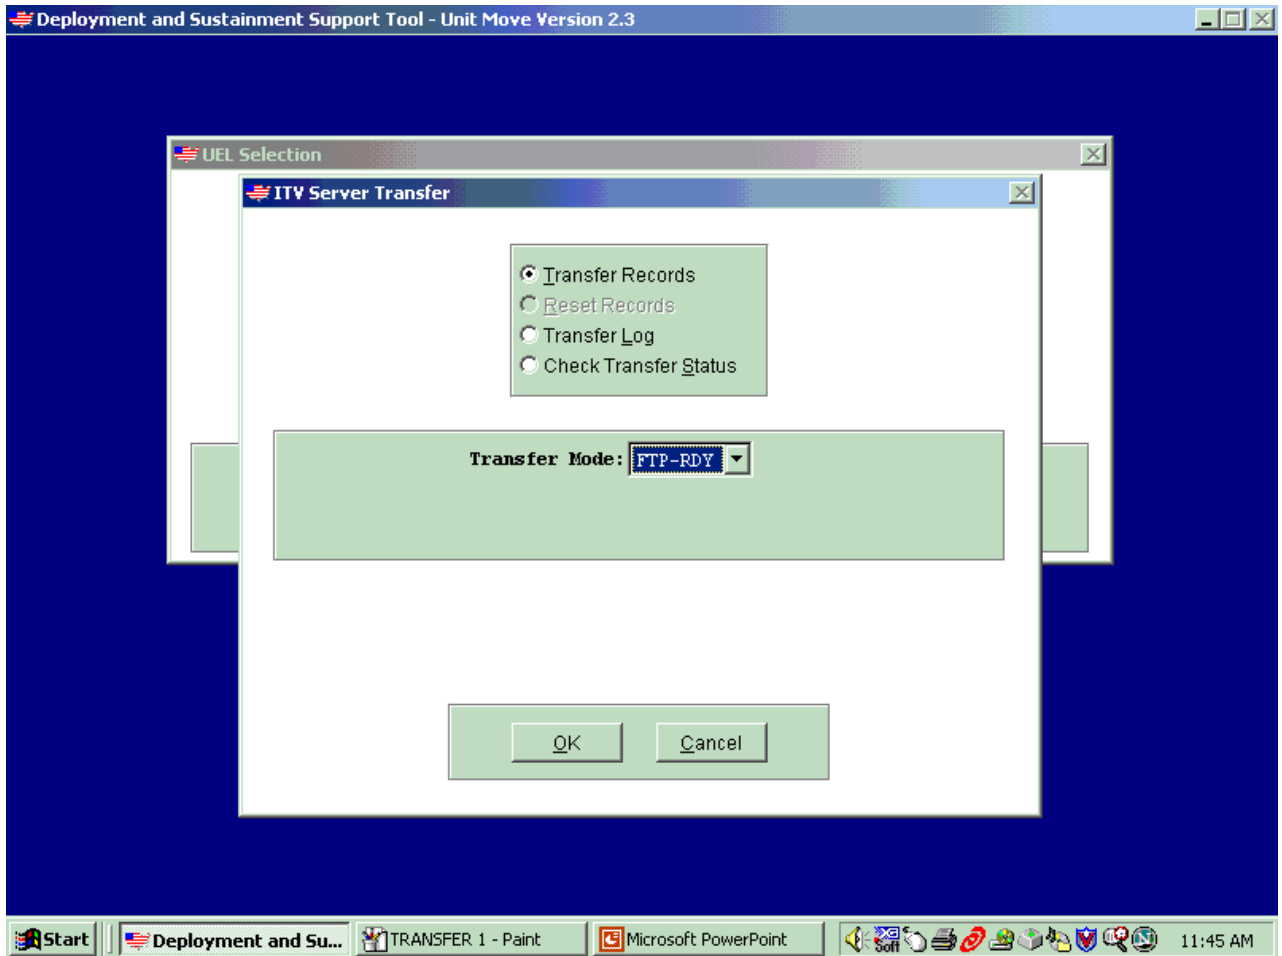 Deployment and Sustainment Support Tool - Unit Move Version 2.3
UEL Selection
ITV Server Transfer
Transfer Records
Reset Records
Transfer Log
Check Transfer Status
Transfer Mode: FTP-RDY
OK Cancel
Start Deployment and Su... TRANSFER 1 - Paint Microsoft PowerPoint Soft 11:45 AM